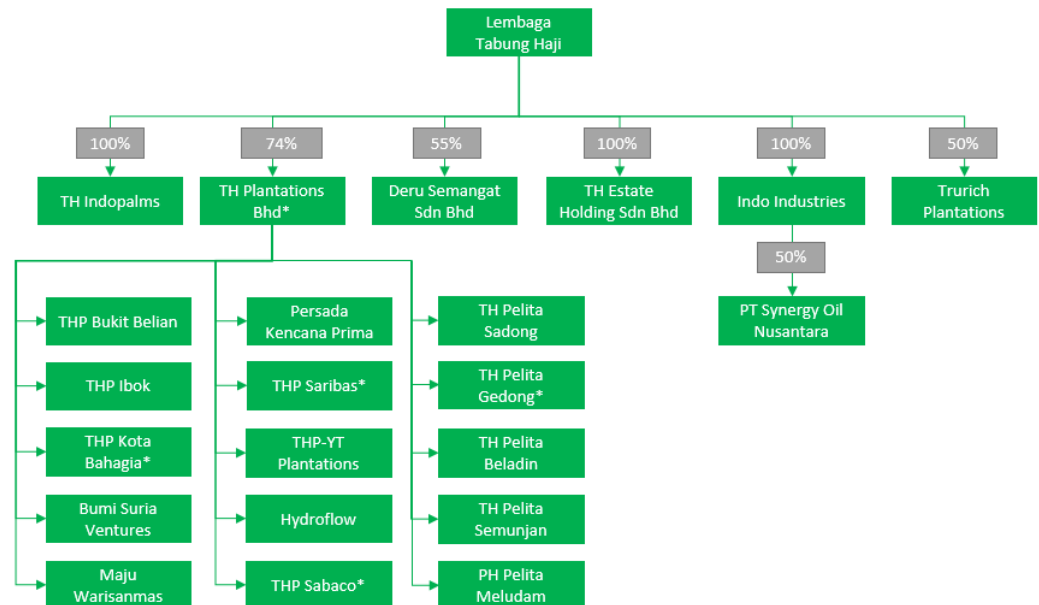 Lembaga
Tabung Haji
100%
74%
55%
100%
100%
50%
TH Indopalms
TH Plantations
Bhd*
Deru Semangat
Sdn Bhd
TH Estate
Holding Sdn Bhd
Indo Industries
Trurich
Plantations
50%
PT Synergy Oil
Nusantara
THP Bukit Belian
Persada
Kencana Prima
TH Pelita
Sadong
THP Ibok
THP Saribas*
TH Pelita
Gedong*
THP Kota
Bahagia*
THP-YT
Plantations
TH Pelita
Beladin
Bumi Suria
Ventures
Hydroflow
TH Pelita
Semunjan
Maju
Warisanmas
THP Sabaco*
PH Pelita
Meludam